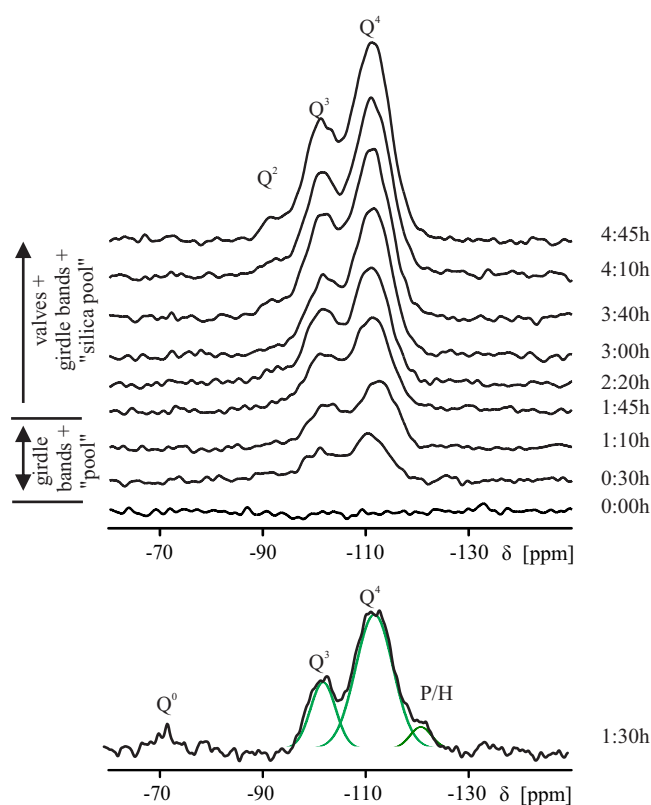 Q⁴
Q³
Q²
valves +
girdle bands +
"silica pool"
girdle
bands +
"pool"
4:45h
4:10h
3:40h
3:00h
2:20h
1:45h
1:10h
0:30h
0:00h
-70 -90 -110 -130 δ [ppm]
Q⁴
Q³
P/H
Q⁰
1:30h
-70 -90 -110 -130 δ [ppm]